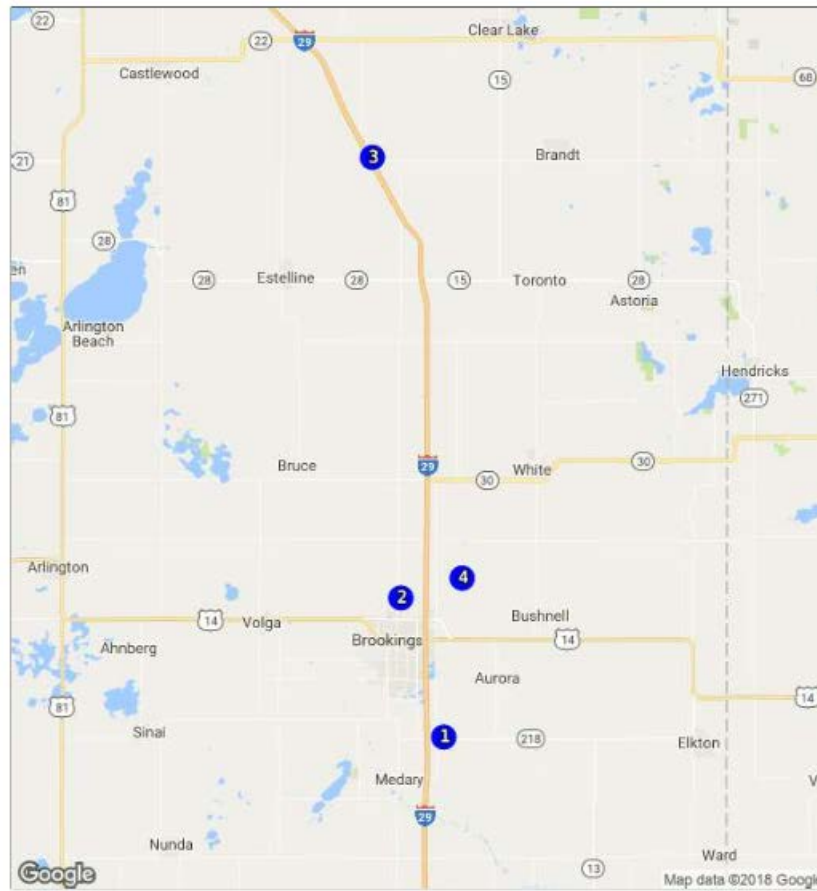 22
Clear Lake
22
29
Castlewood
15
68
3
Brandt
21
81
28
Estelline
28
28
15
Toronto
28
Astoria
en
Arlington
Beach
Hendricks
271
81
Bruce
29
White
30
30
Arlington
4
2
14
Volga
Bushnell
Brookings
14
Ahnberg
Aurora
81
14
Sinai
1
218
Elkton
Medary
V
29
Nunda
Ward
13
Google
Map data ©2018 Google